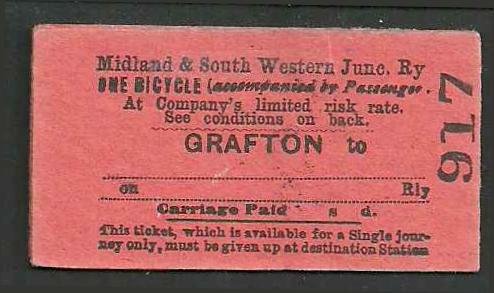 Midland & South Western Junc. Ry
ONE BICYCLE (accompanied by Passenger.
At Company's limited risk rate.
See conditions on back.
GRAFTON to
on Rly
Carriage Paid s d.
This ticket, which is available for a Single jour-
ney only, must be given up at destination Station
917